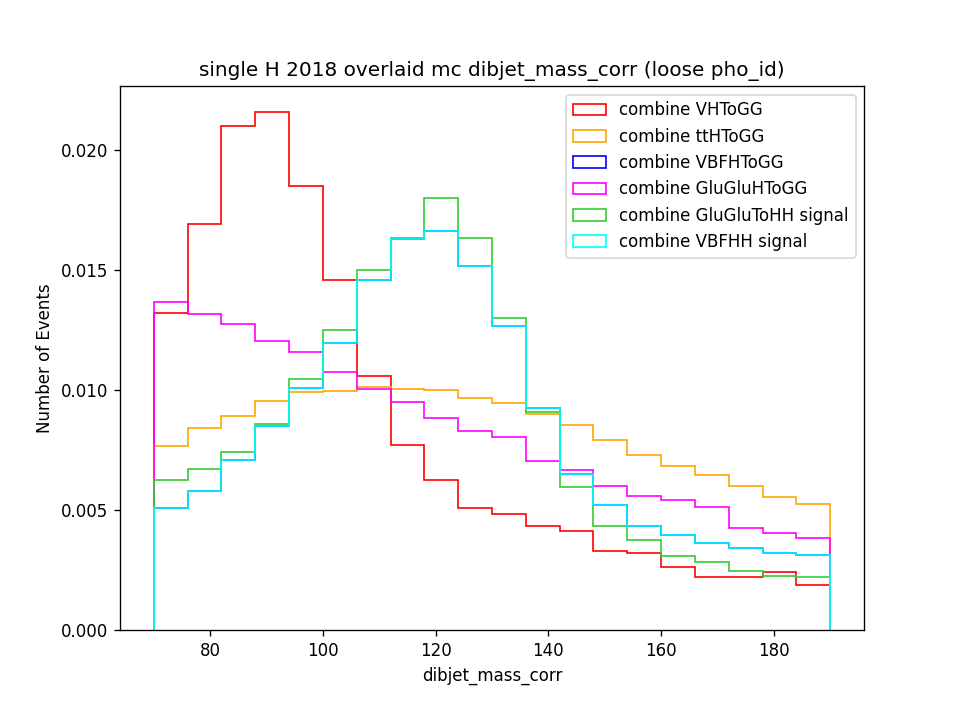 single H 2018 overlaid mc dibjet_mass_corr (loose pho_id)
combine VHToGG
combine ttHToGG
combine VBFHToGG
combine GluGluHToGG
combine GluGluToHH signal
combine VBFHH signal
Number of Events
0.020
0.015
0.010
0.005
0.000
80 100 120 140 160 180
dibjet_mass_corr